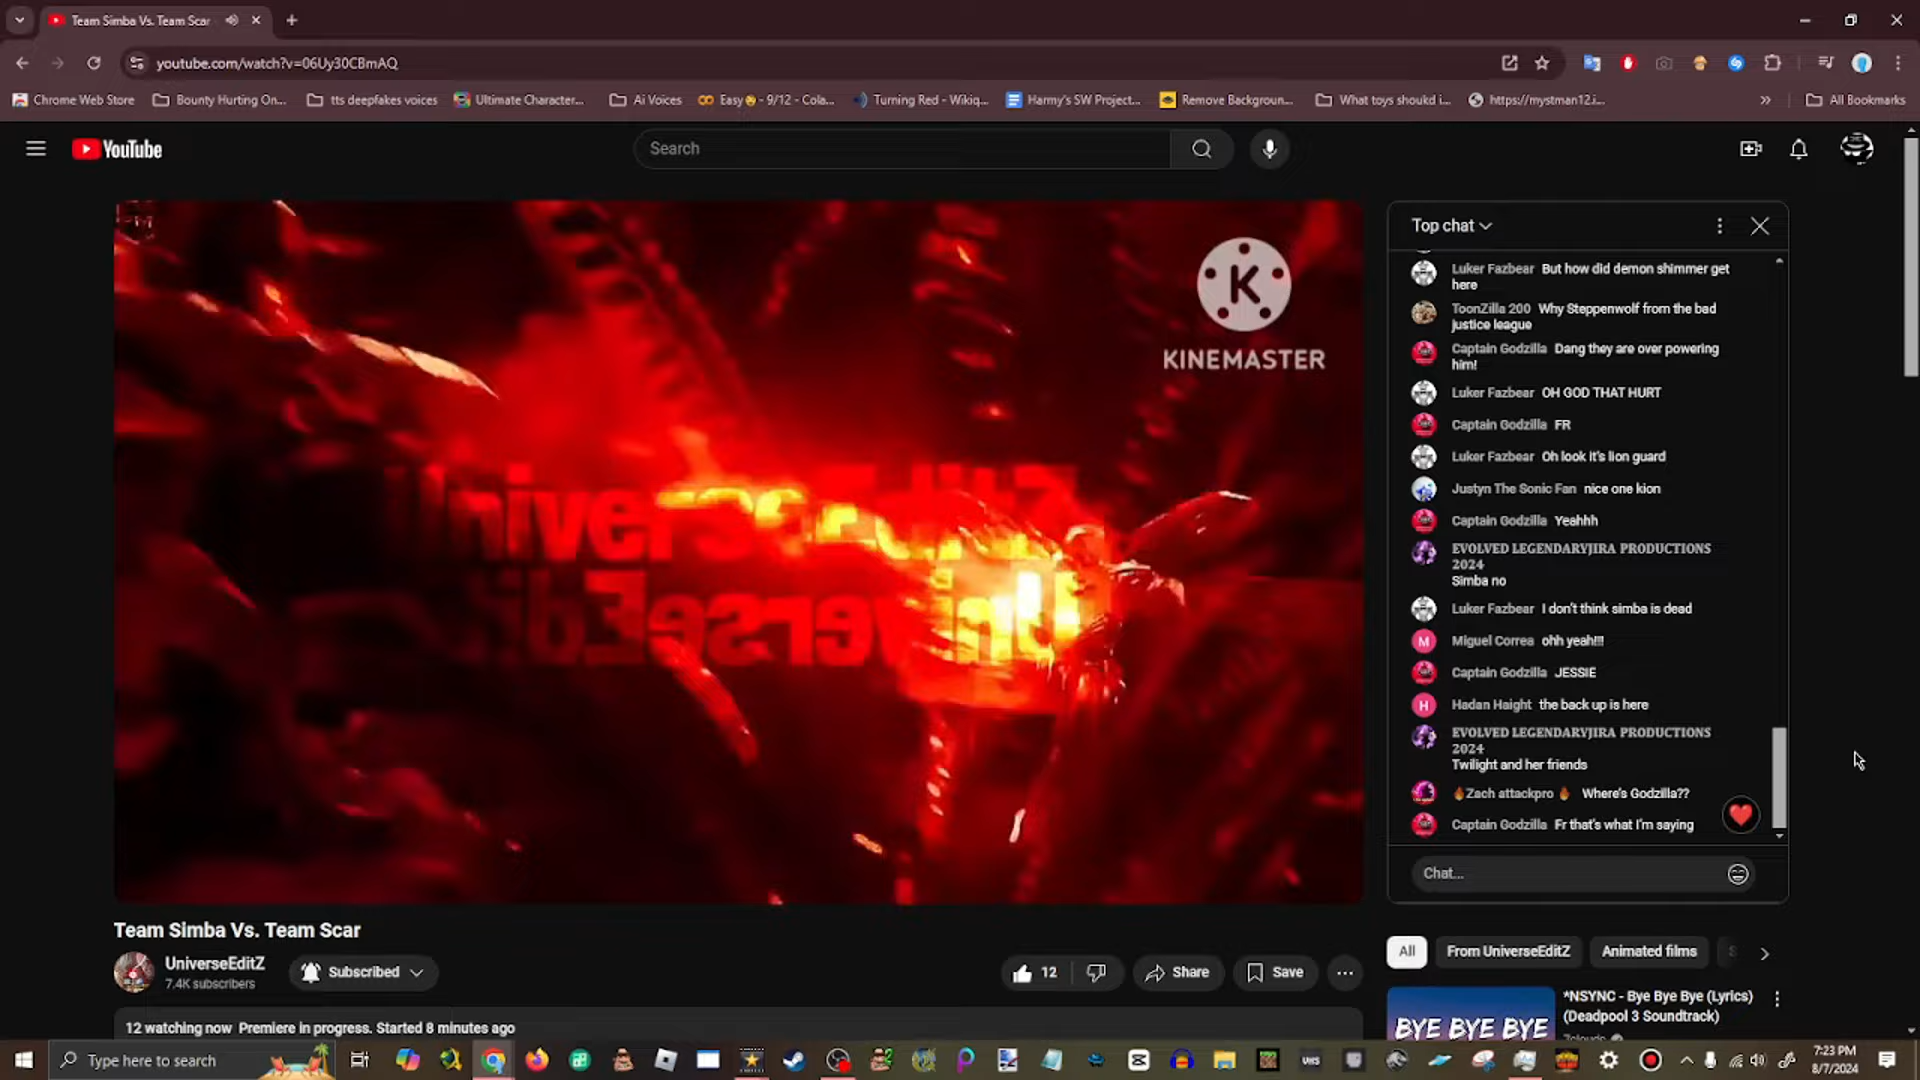 Team Simba Vs. Team Scar
youtube.com/watch?v=06Uy30CBmAQ
Chrome Web Store
Bounty Hurting On...
tts deepfakes voices
Ultimate Character...
Ai Voices
Easy - 9/12 - Cola...
Turning Red - Wikiq...
Harmy's SW Project...
Remove Backgroun...
What toys shoukd i...
https://mystman12.i...
All Bookmarks
YouTube
Search
K
KINEMASTER
UniverseEditZ
Top chat
Luker Fazbear But how did demon shimmer get
here
ToonZilla 200 Why Steppenwolf from the bad
justice league
Captain Godzilla Dang they are over powering
him!
Luker Fazbear OH GOD THAT HURT
Captain Godzilla FR
Luker Fazbear Oh look it's lion guard
Justyn The Sonic Fan nice one kion
Captain Godzilla Yeahhh
EVOLVED LEGENDARYJIRA PRODUCTIONS
2024
Simba no
Luker Fazbear I don't think simba is dead
M Miguel Correa ohh yeah!!!
Captain Godzilla JESSIE
H Hadan Haight the back up is here
EVOLVED LEGENDARYJIRA PRODUCTIONS
2024
Twilight and her friends
🔥Zach attackpro🔥 Where's Godzilla??
Captain Godzilla Fr that's what I'm saying
Chat...
Team Simba Vs. Team Scar
UniverseEditZ
7.4K subscribers
Subscribed
12
Share
Save
12 watching now Premiere in progress. Started 8 minutes ago
All
From UniverseEditZ
Animated films
*NSYNC - Bye Bye Bye (Lyrics)
(Deadpool 3 Soundtrack)
BYE BYE BYE
Type here to search
VHS
7:23 PM
8/7/2024